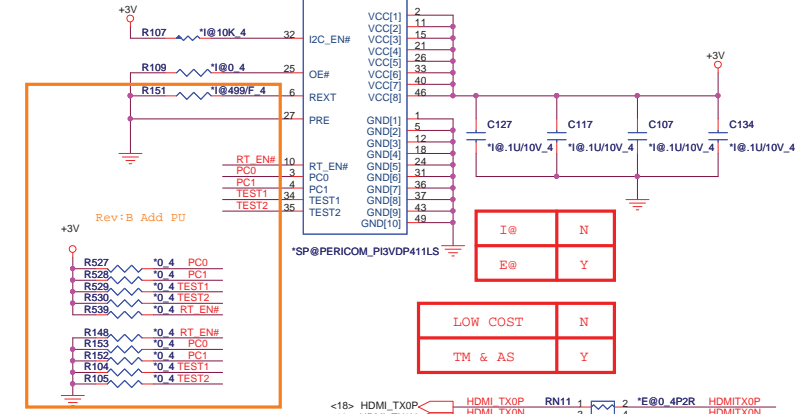 +3V
R107 *I@10K_4 32 I2C_EN#
R109 *I@0_4 25 OE#
R151 *I@499/F_4 6 REXT
27 PRE
RT_EN# 10 RT_EN#
PC0 3 PC0
PC1 4 PC1
TEST1 34 TEST1
TEST2 35 TEST2
VCC[1] 2
VCC[2] 11
VCC[3] 15
VCC[4] 21
VCC[5] 26
VCC[6] 33
VCC[7] 40
VCC[8] 46
GND[1] 1
GND[2] 5
GND[3] 12
GND[4] 18
GND[5] 24
GND[6] 31
GND[7] 36
GND[8] 37
GND[9] 43
GND[10] 49
*SP@PERICOM_PI3VDP411LS
+3V
C127 C117 C107 C134
*I@.1U/10V_4 *I@.1U/10V_4 *I@.1U/10V_4 *I@.1U/10V_4
Rev:B Add PU
+3V
R527 *0_4 PC0
R528 *0_4 PC1
R529 *0_4 TEST1
R530 *0_4 TEST2
R539 *0_4 RT_EN#
R148 *0_4 RT_EN#
R153 *0_4 PC0
R152 *0_4 PC1
R104 *0_4 TEST1
R105 *0_4 TEST2
I@ N
E@ Y
LOW COST N
TM & AS Y
<18> HDMI_TX0P HDMI_TX0P RN11 1 2 *E@0_4P2R HDMITX0P